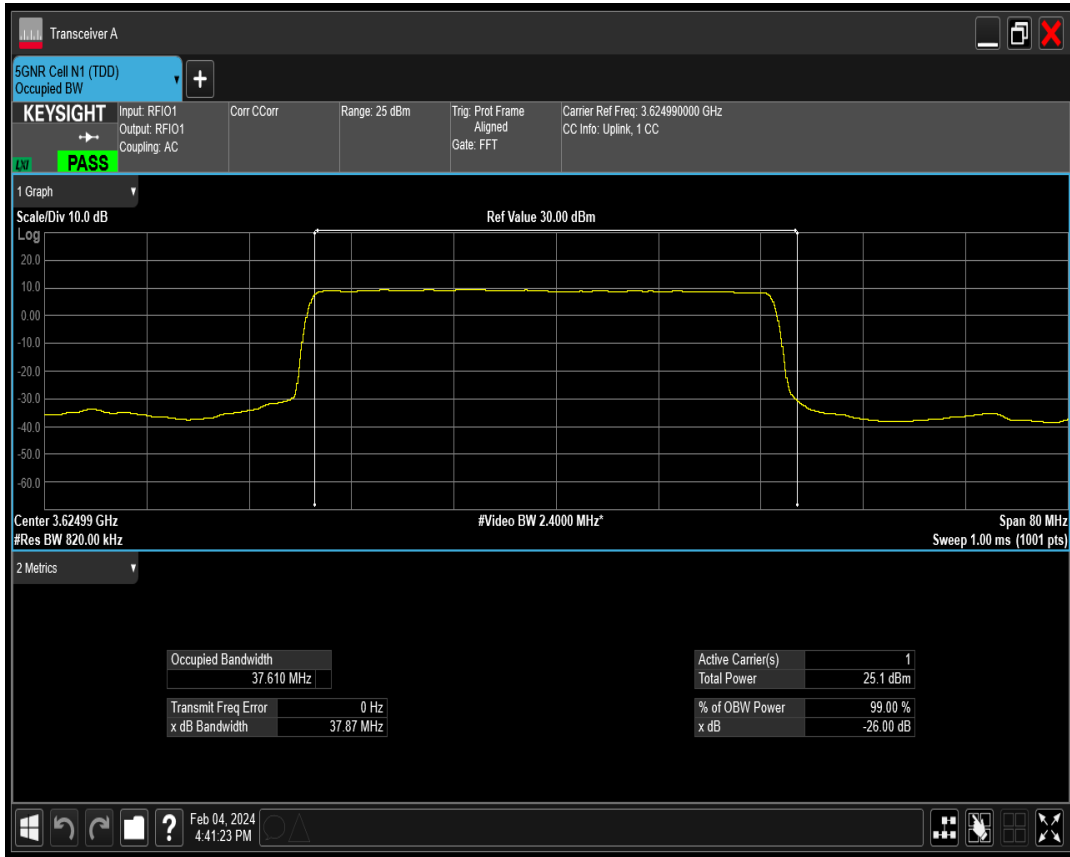 Transceiver A
5GNR Cell N1 (TDD)
Occupied BW
KEYSIGHT
LXI
PASS
Input: RFIO1
Output: RFIO1
Coupling: AC
Corr CCorr
Range: 25 dBm
Trig: Prot Frame
Aligned
Gate: FFT
Carrier Ref Freq: 3.624990000 GHz
CC Info: Uplink, 1 CC
1 Graph
Scale/Div 10.0 dB
Ref Value 30.00 dBm
Log
20.0
10.0
0.00
-10.0
-20.0
-30.0
-40.0
-50.0
-60.0
Center 3.62499 GHz
#Video BW 2.4000 MHz*
Span 80 MHz
#Res BW 820.00 kHz
Sweep 1.00 ms (1001 pts)
2 Metrics
Occupied Bandwidth
37.610 MHz
Transmit Freq Error 0 Hz
x dB Bandwidth 37.87 MHz
Active Carrier(s) 1
Total Power 25.1 dBm
% of OBW Power 99.00 %
x dB -26.00 dB
?
Feb 04, 2024
4:41:23 PM